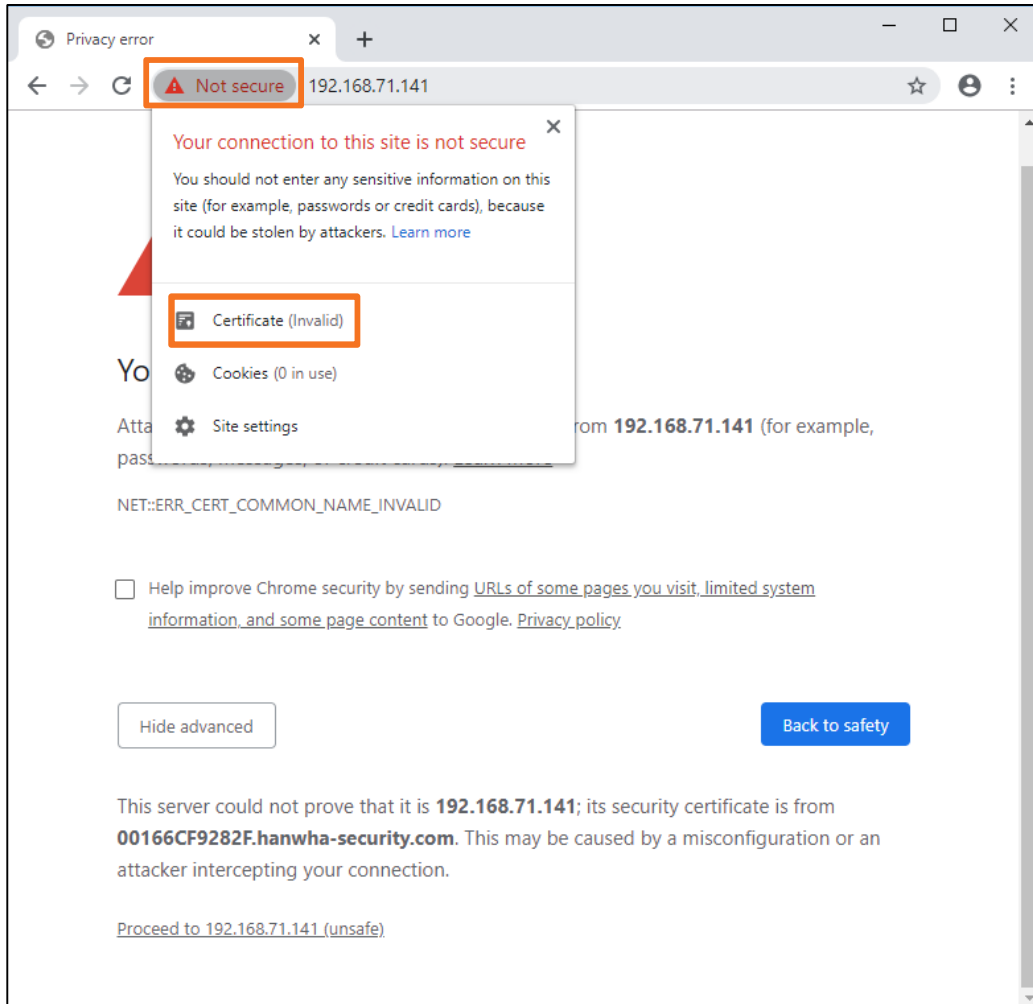 Privacy error
Not secure
192.168.71.141
Your connection to this site is not secure
You should not enter any sensitive information on this
site (for example, passwords or credit cards), because
it could be stolen by attackers. Learn more
Certificate (Invalid)
Cookies (0 in use)
Site settings
Yo
Atta
rom 192.168.71.141 (for example,
NET::ERR_CERT_COMMON_NAME_INVALID
Help improve Chrome security by sending URLs of some pages you visit, limited system
information, and some page content to Google. Privacy policy
Hide advanced
Back to safety
This server could not prove that it is 192.168.71.141; its security certificate is from
00166CF9282F.hanwha-security.com. This may be caused by a misconfiguration or an
attacker intercepting your connection.
Proceed to 192.168.71.141 (unsafe)